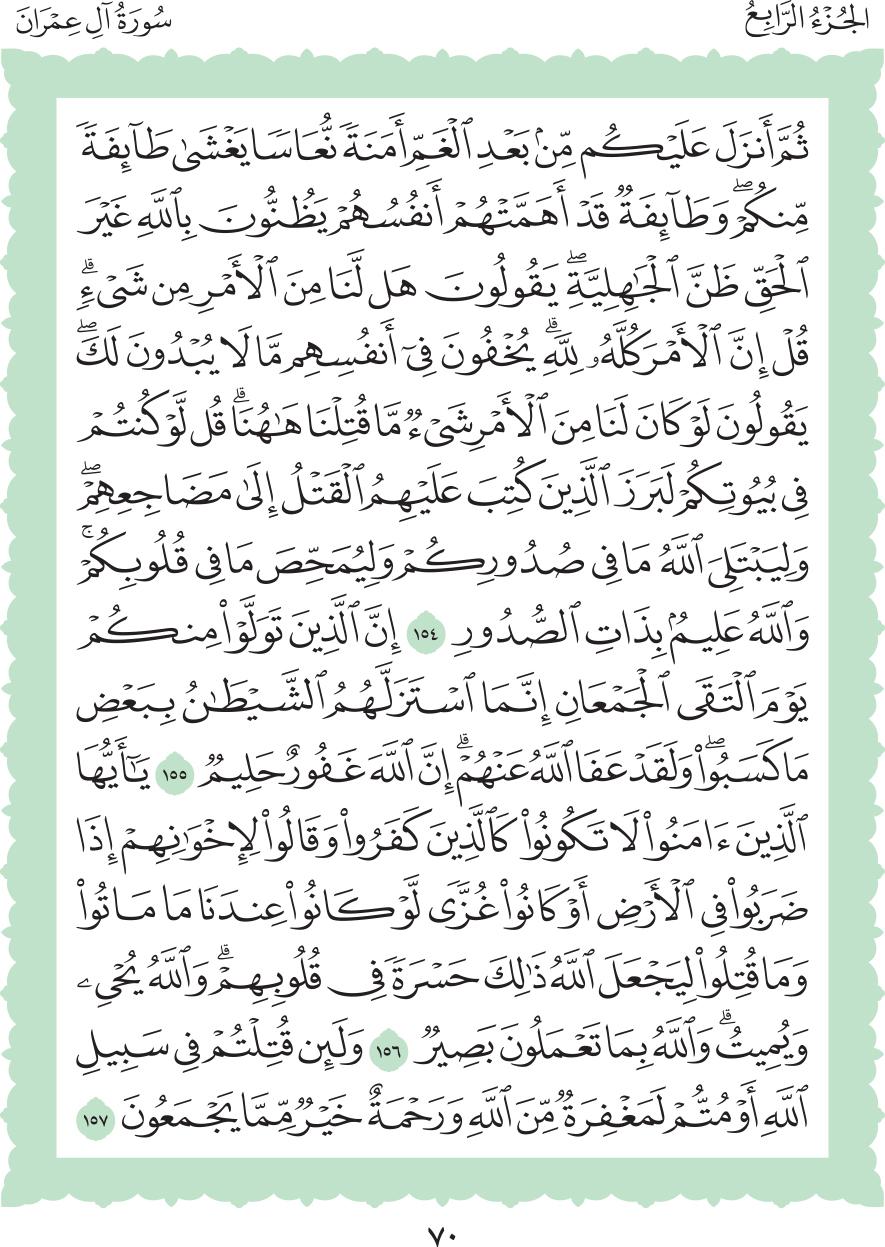 الجُزْءُ الرَّابِعُ
سُورَةُ آلِ عِمْرَانَ
ثُمَّ أَنزَلَ عَلَيْكُم مِّنۢ بَعْدِ ٱلْغَمِّ أَمَنَةً نُّعَاسًا يَغْشَىٰ طَآئِفَةً
مِّنكُمْۖ وَطَآئِفَةٌ قَدْ أَهَمَّتْهُمْ أَنفُسُهُمْ يَظُنُّونَ بِٱللَّهِ غَيْرَ
ٱلْحَقِّ ظَنَّ ٱلْجَٰهِلِيَّةِۖ يَقُولُونَ هَل لَّنَا مِنَ ٱلْأَمْرِ مِن شَىْءٍۗ
قُلْ إِنَّ ٱلْأَمْرَ كُلَّهُۥ لِلَّهِۗ يُخْفُونَ فِىٓ أَنفُسِهِم مَّا لَا يُبْدُونَ لَكَۖ
يَقُولُونَ لَوْ كَانَ لَنَا مِنَ ٱلْأَمْرِ شَىْءٌ مَّا قُتِلْنَا هَٰهُنَاۗ قُل لَّوْ كُنتُمْ
فِى بُيُوتِكُمْ لَبَرَزَ ٱلَّذِينَ كُتِبَ عَلَيْهِمُ ٱلْقَتْلُ إِلَىٰ مَضَاجِعِهِمْۖ
وَلِيَبْتَلِىَ ٱللَّهُ مَا فِى صُدُورِكُمْ وَلِيُمَحِّصَ مَا فِى قُلُوبِكُمْۚ
وَٱللَّهُ عَلِيمٌۢ بِذَاتِ ٱلصُّدُورِ ١٥٤ إِنَّ ٱلَّذِينَ تَوَلَّوْا۟ مِنكُمْ
يَوْمَ ٱلْتَقَى ٱلْجَمْعَانِ إِنَّمَا ٱسْتَزَلَّهُمُ ٱلشَّيْطَٰنُ بِبَعْضِ
مَا كَسَبُوا۟ۖ وَلَقَدْ عَفَا ٱللَّهُ عَنْهُمْۗ إِنَّ ٱللَّهَ غَفُورٌ حَلِيمٌ ١٥٥ يَٰٓأَيُّهَا
ٱلَّذِينَ ءَامَنُوا۟ لَا تَكُونُوا۟ كَٱلَّذِينَ كَفَرُوا۟ وَقَالُوا۟ لِإِخْوَٰنِهِمْ إِذَا
ضَرَبُوا۟ فِى ٱلْأَرْضِ أَوْ كَانُوا۟ غُزًّى لَّوْ كَانُوا۟ عِندَنَا مَا مَاتُوا۟
وَمَا قُتِلُوا۟ لِيَجْعَلَ ٱللَّهُ ذَٰلِكَ حَسْرَةً فِى قُلُوبِهِمْۗ وَٱللَّهُ يُحْىِۦ
وَيُمِيتُۗ وَٱللَّهُ بِمَا تَعْمَلُونَ بَصِيرٌ ١٥٦ وَلَئِن قُتِلْتُمْ فِى سَبِيلِ
ٱللَّهِ أَوْ مُتُّمْ لَمَغْفِرَةٌ مِّنَ ٱللَّهِ وَرَحْمَةٌ خَيْرٌ مِّمَّا يَجْمَعُونَ ١٥٧
٧٠